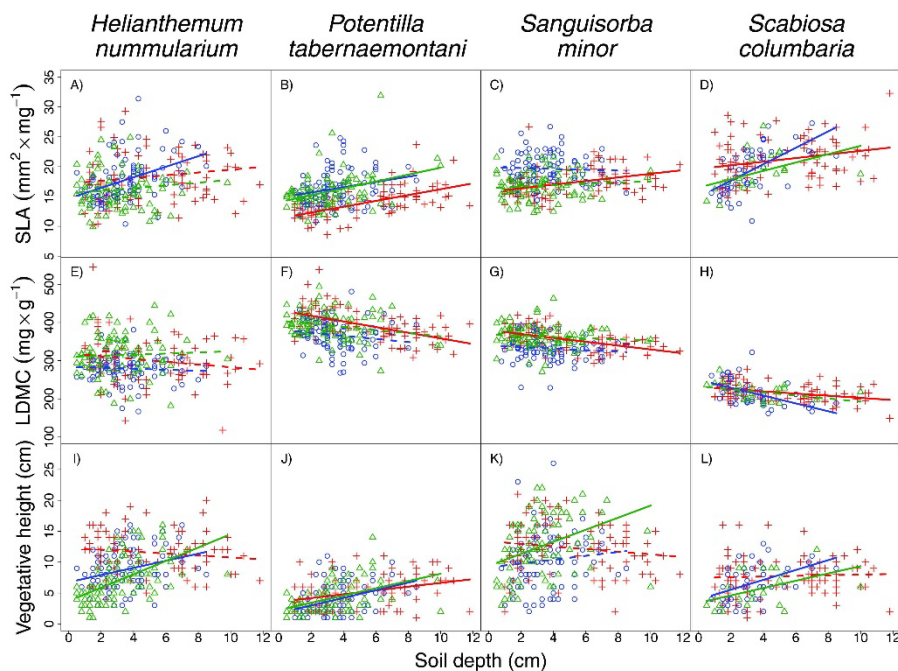 Helianthemum Potentilla Sanguisorba Scabiosa
nummularium tabernaemontani minor columbaria
SLA (mm² × mg⁻¹)
35
30
25
20
15
10
5
A) B) C) D)
LDMC (mg × g⁻¹)
500
400
300
200
100
E) F) G) H)
Vegetative height (cm)
25
20
15
10
5
0
I) J) K) L)
0 2 4 6 8 10 12 0 2 4 6 8 10 12 0 2 4 6 8 10 12 0 2 4 6 8 10 12
Soil depth (cm)